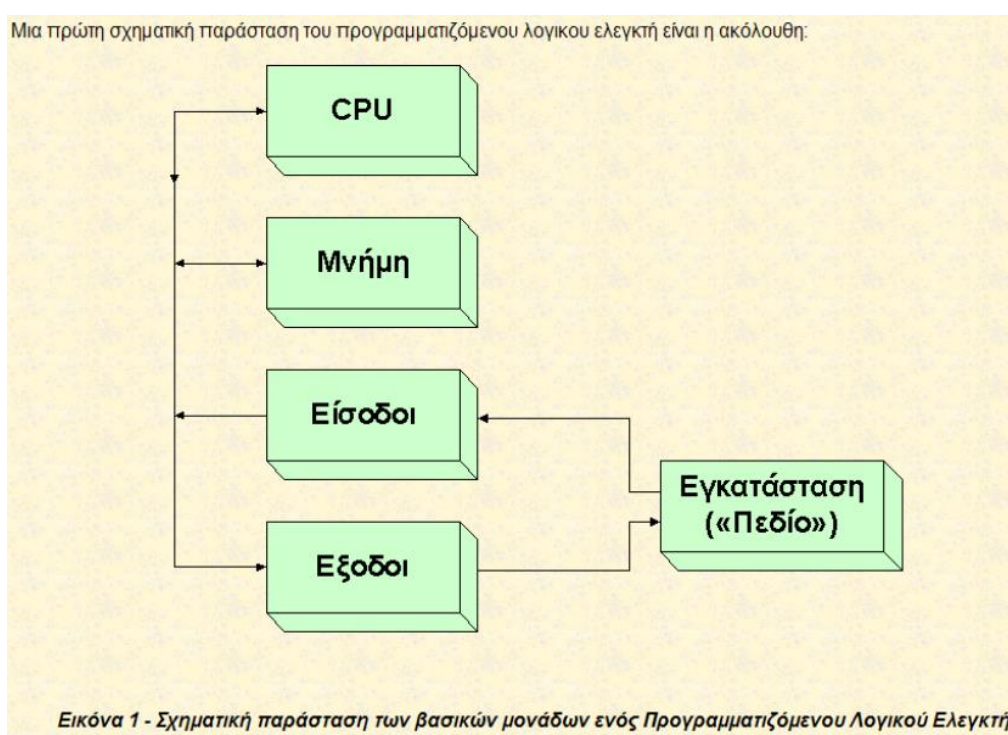 Μια πρώτη σχηματική παράσταση του προγραμματιζόμενου λογικου ελεγκτή είναι η ακόλουθη:
CPU
Μνήμη
Είσοδοι
Εγκατάσταση
(«Πεδίο»)
Εξοδοι
Εικόνα 1 - Σχηματική παράσταση των βασικών μονάδων ενός Προγραμματιζόμενου Λογικού Ελεγκτή